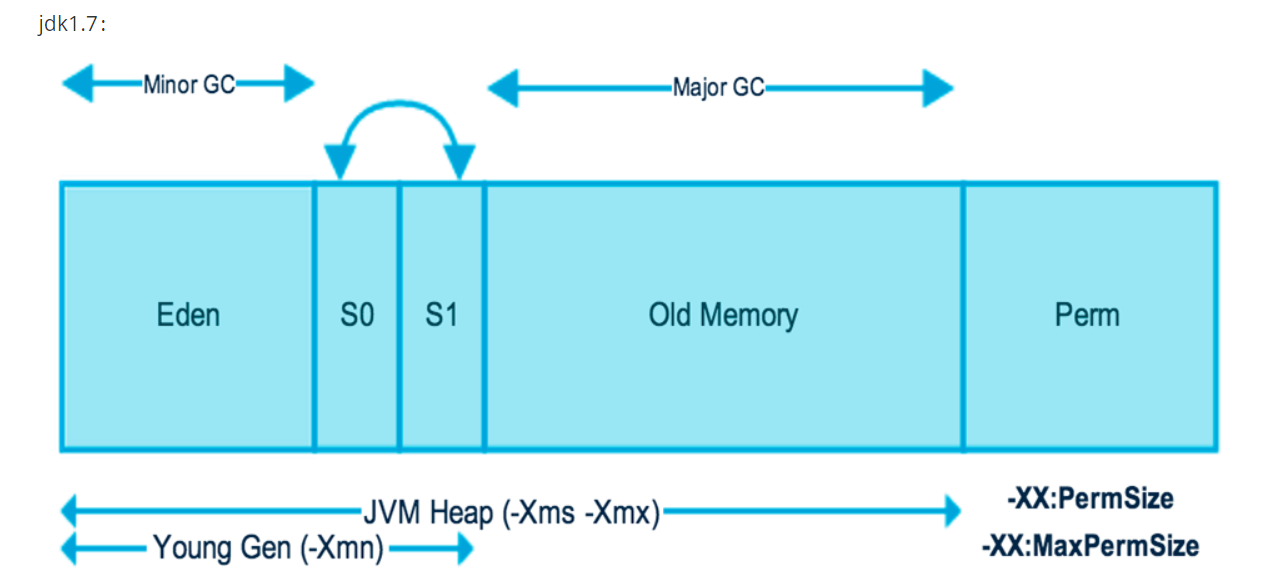 jdk1.7:
Minor GC
Major GC
Eden
S0
S1
Old Memory
Perm
JVM Heap (-Xms -Xmx)
-XX:PermSize
Young Gen (-Xmn)
-XX:MaxPermSize